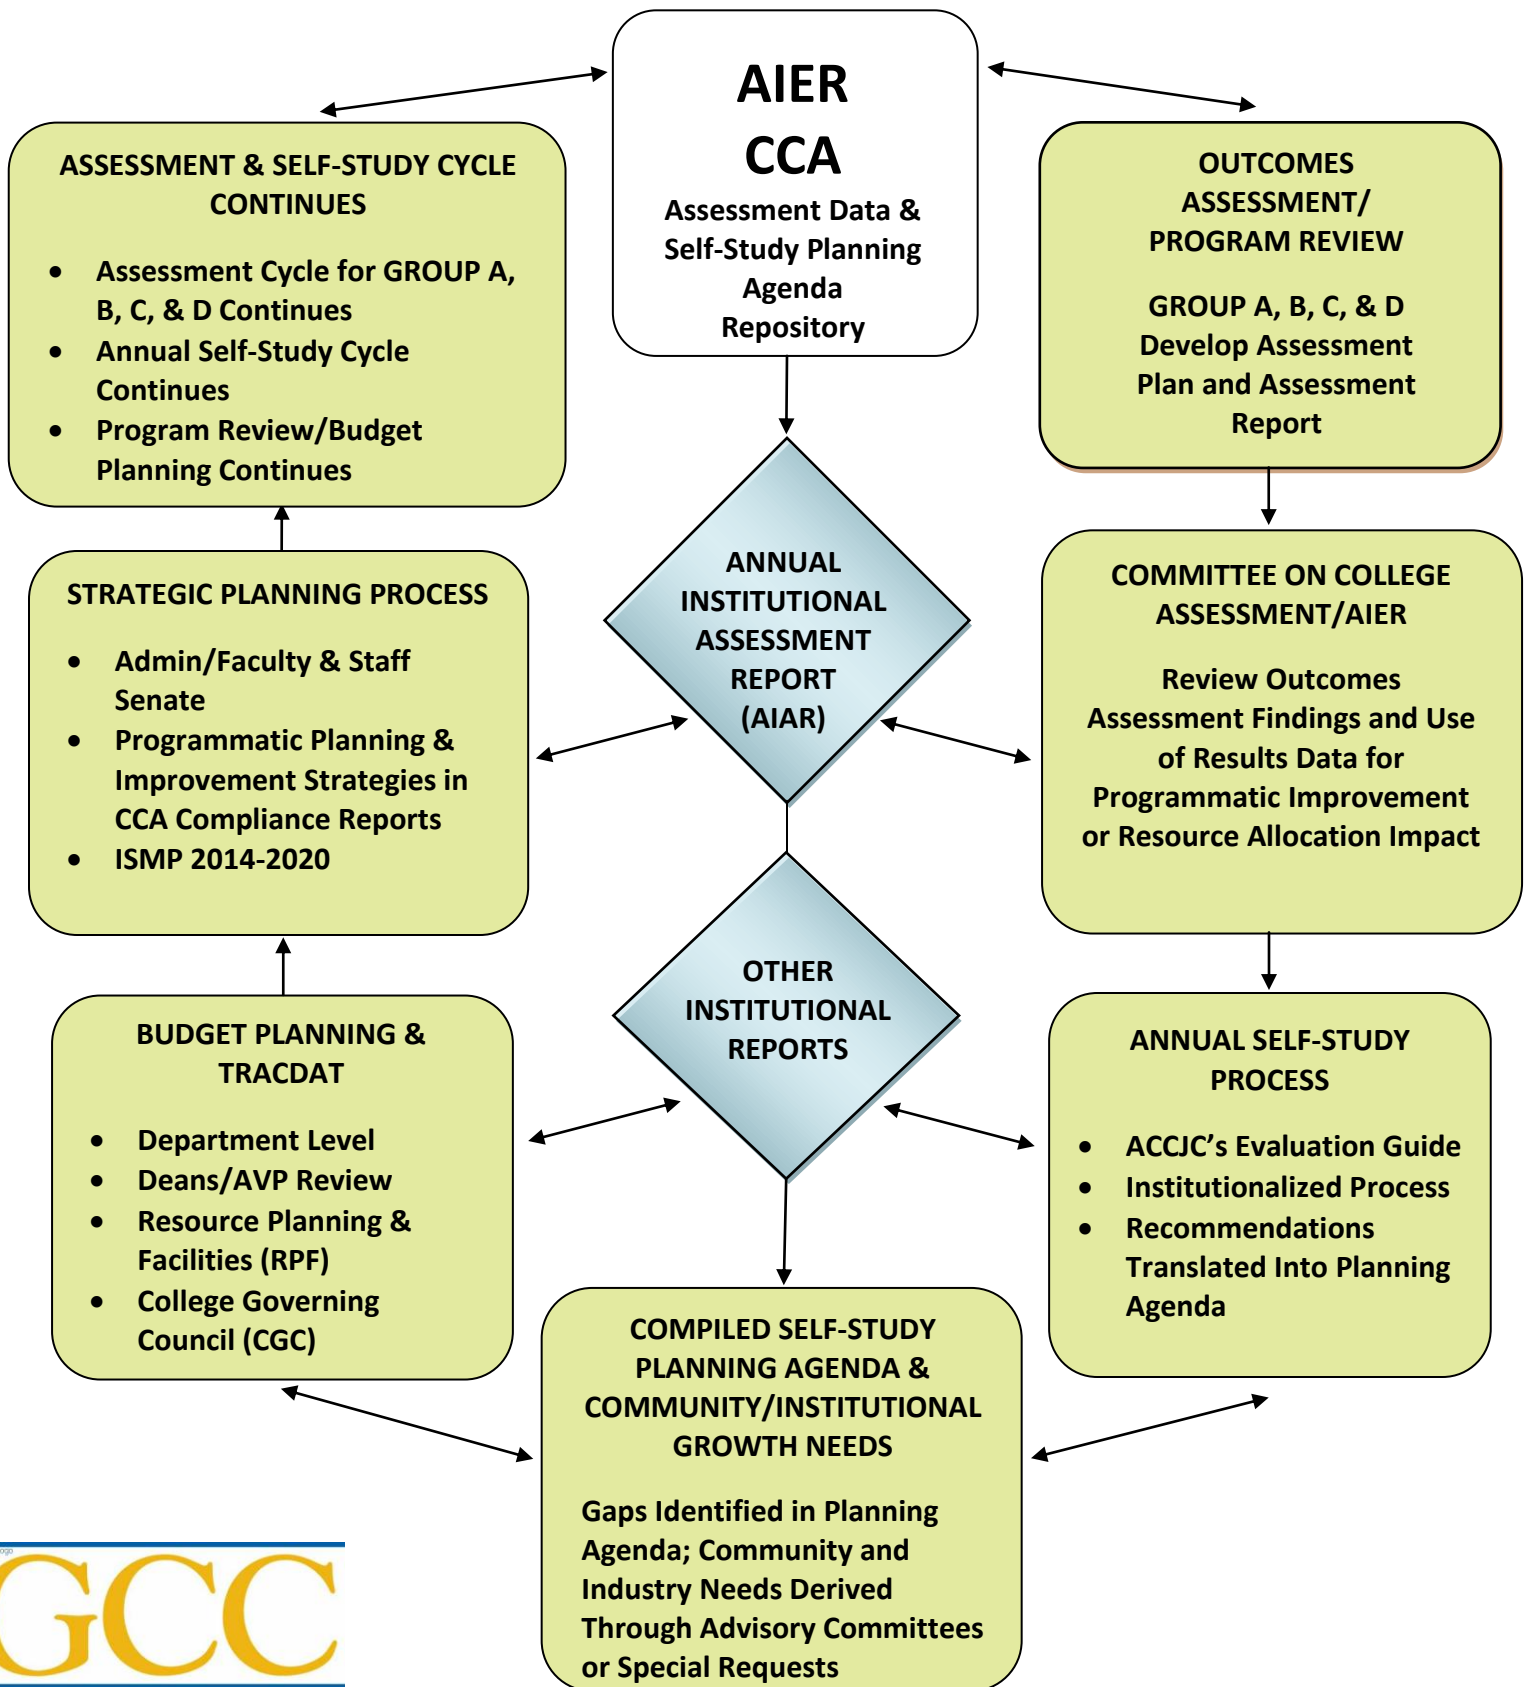 AIER
CCA
Assessment Data &
Self-Study Planning
Agenda
Repository
ASSESSMENT & SELF-STUDY CYCLE
CONTINUES
• Assessment Cycle for GROUP A,
B, C, & D Continues
• Annual Self-Study Cycle
Continues
• Program Review/Budget
Planning Continues
OUTCOMES
ASSESSMENT/
PROGRAM REVIEW
GROUP A, B, C, & D
Develop Assessment
Plan and Assessment
Report
ANNUAL
INSTITUTIONAL
ASSESSMENT
REPORT
(AIAR)
STRATEGIC PLANNING PROCESS
• Admin/Faculty & Staff
Senate
• Programmatic Planning &
Improvement Strategies in
CCA Compliance Reports
• ISMP 2014-2020
COMMITTEE ON COLLEGE
ASSESSMENT/AIER
Review Outcomes
Assessment Findings and Use
of Results Data for
Programmatic Improvement
or Resource Allocation Impact
OTHER
INSTITUTIONAL
REPORTS
BUDGET PLANNING &
TRACDAT
• Department Level
• Deans/AVP Review
• Resource Planning &
Facilities (RPF)
• College Governing
Council (CGC)
ANNUAL SELF-STUDY
PROCESS
• ACCJC’s Evaluation Guide
• Institutionalized Process
• Recommendations
Translated Into Planning
Agenda
COMPILED SELF-STUDY
PLANNING AGENDA &
COMMUNITY/INSTITUTIONAL
GROWTH NEEDS
Gaps Identified in Planning
Agenda; Community and
Industry Needs Derived
Through Advisory Committees
or Special Requests
GCC